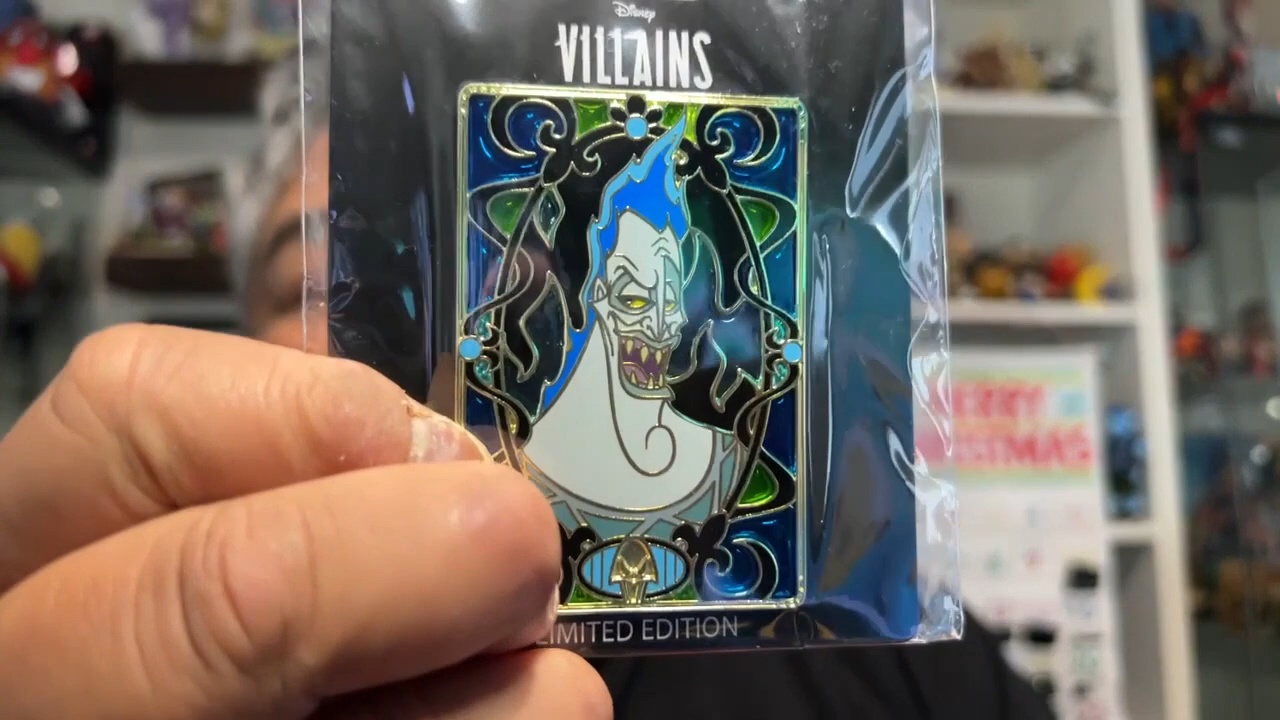 Disney
VILLAINS
LIMITED EDITION
MERRY
CHRISTMAS